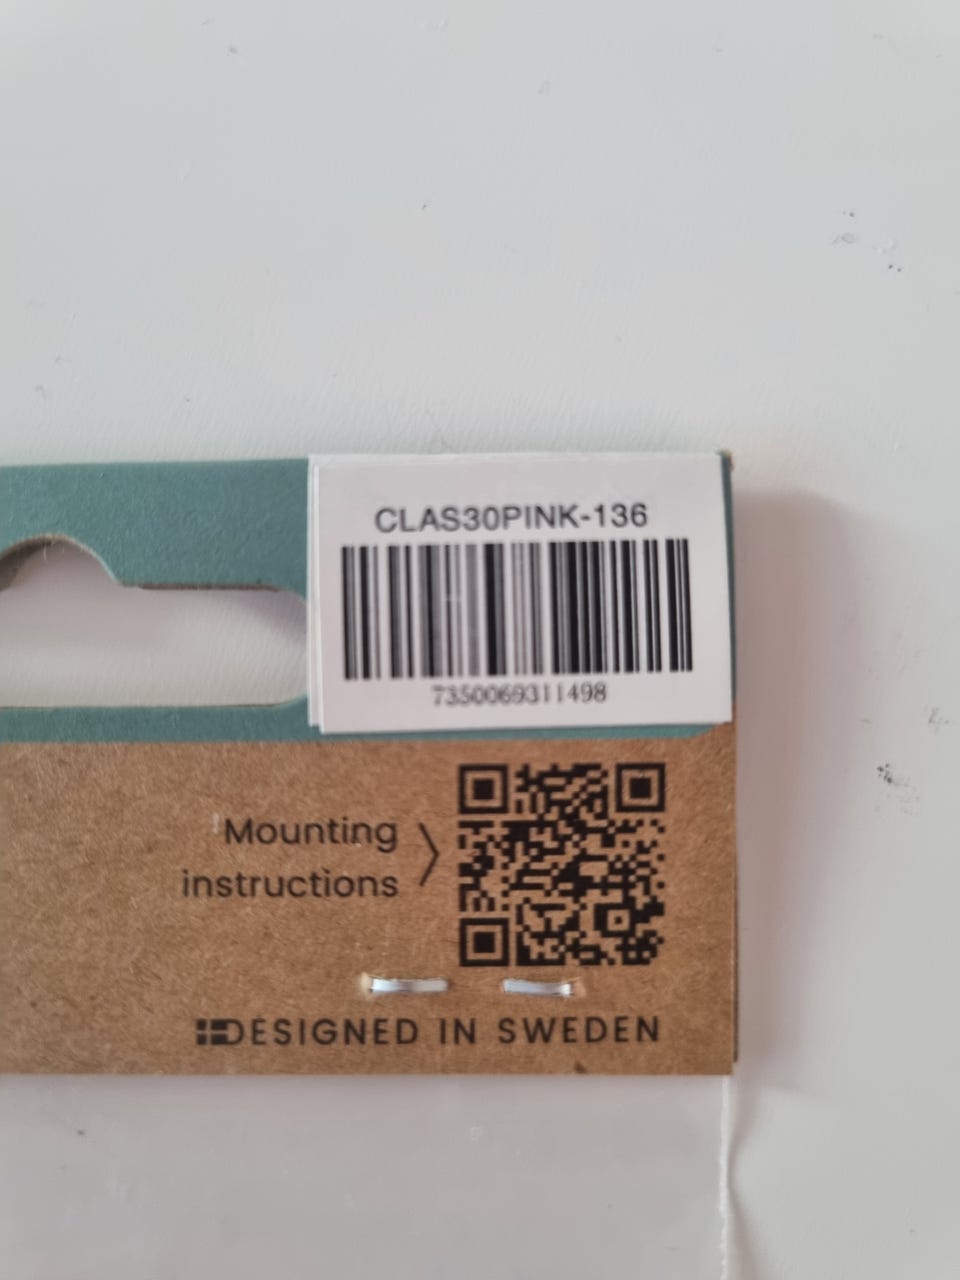 CLAS30PINK-136
7350069311498
Mounting
instructions
DESIGNED IN SWEDEN